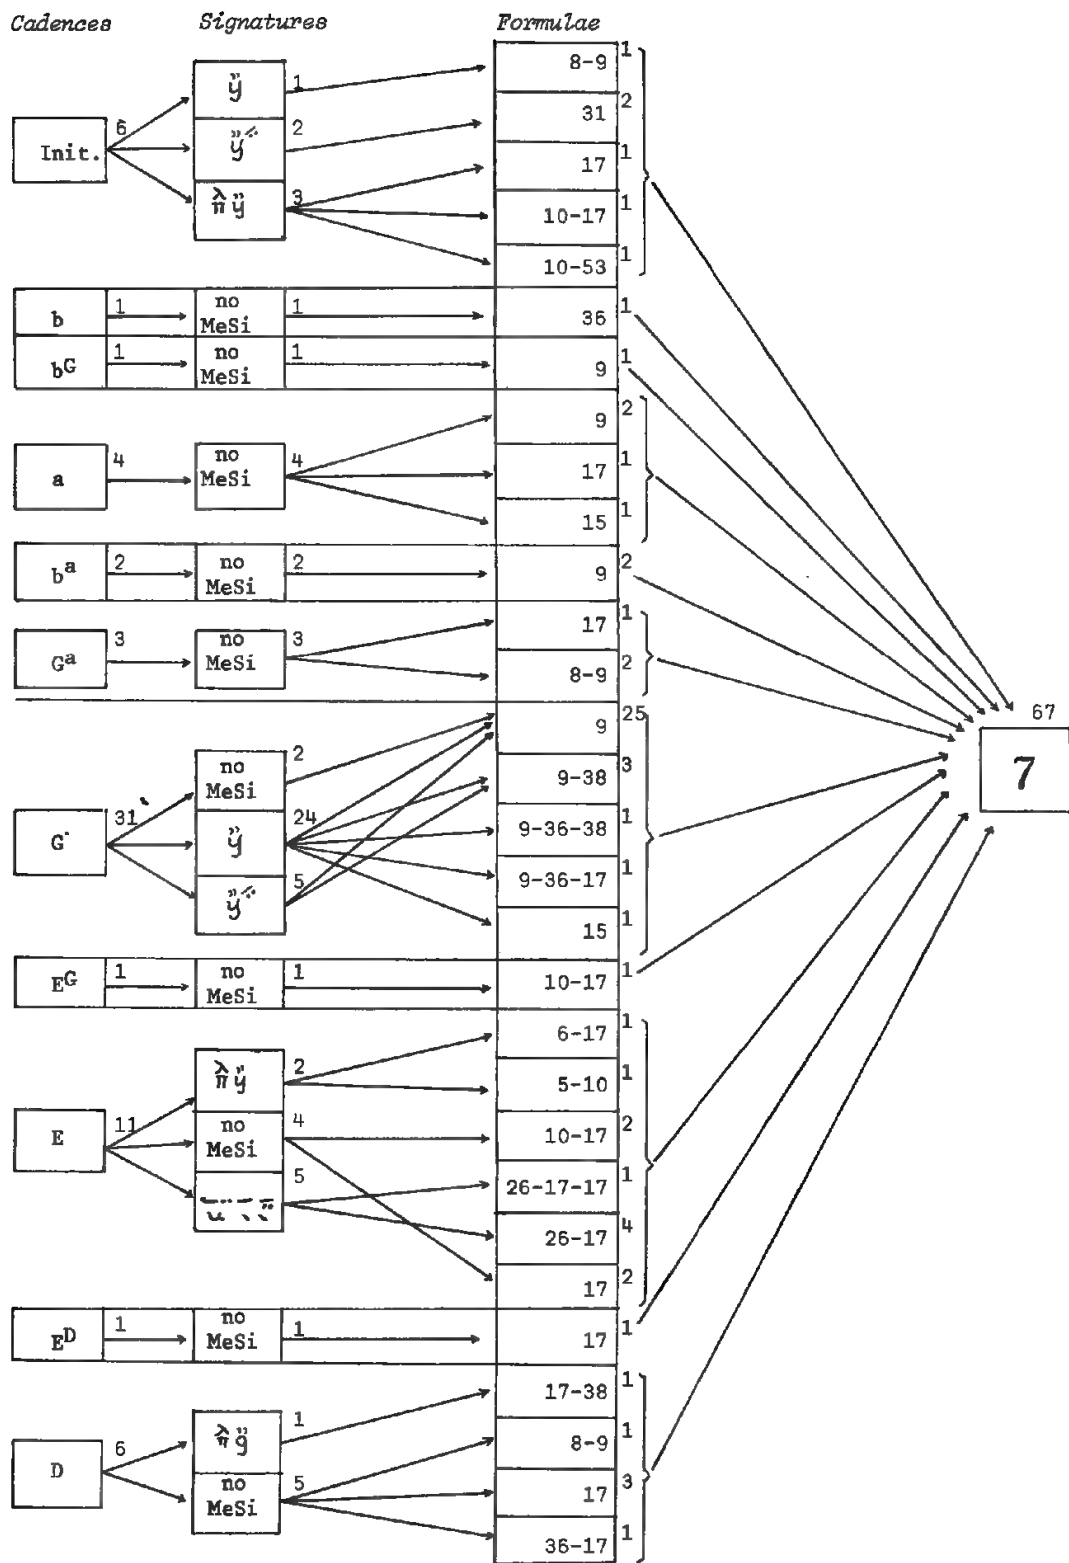 Cadences Signatures Formulae
Init. 6
ÿ 1
ÿ 2
λ π ÿ 3
8-9 1
31 2
17 1
10-17 1
10-53 1
b 1 no MeSi 1 36 1
bG 1 no MeSi 1 9 1
a 4 no MeSi 4
9 2
17 1
15 1
ba 2 no MeSi 2 9 2
Ga 3 no MeSi 3
17 1
8-9 2
G 31
no MeSi 2
ÿ 24
ÿ 5
9 25
9-38 3
9-36-38 1
9-36-17 1
15 1
67
7
EG 1 no MeSi 1 10-17 1
E 11
λ π ÿ 2
no MeSi 4
5
6-17 1
5-10 1
10-17 2
26-17-17 1
26-17 4
17 2
ED 1 no MeSi 1 17 1
D 6
λ π 1
no MeSi 5
17-38 1
8-9 1
17 3
36-17 1